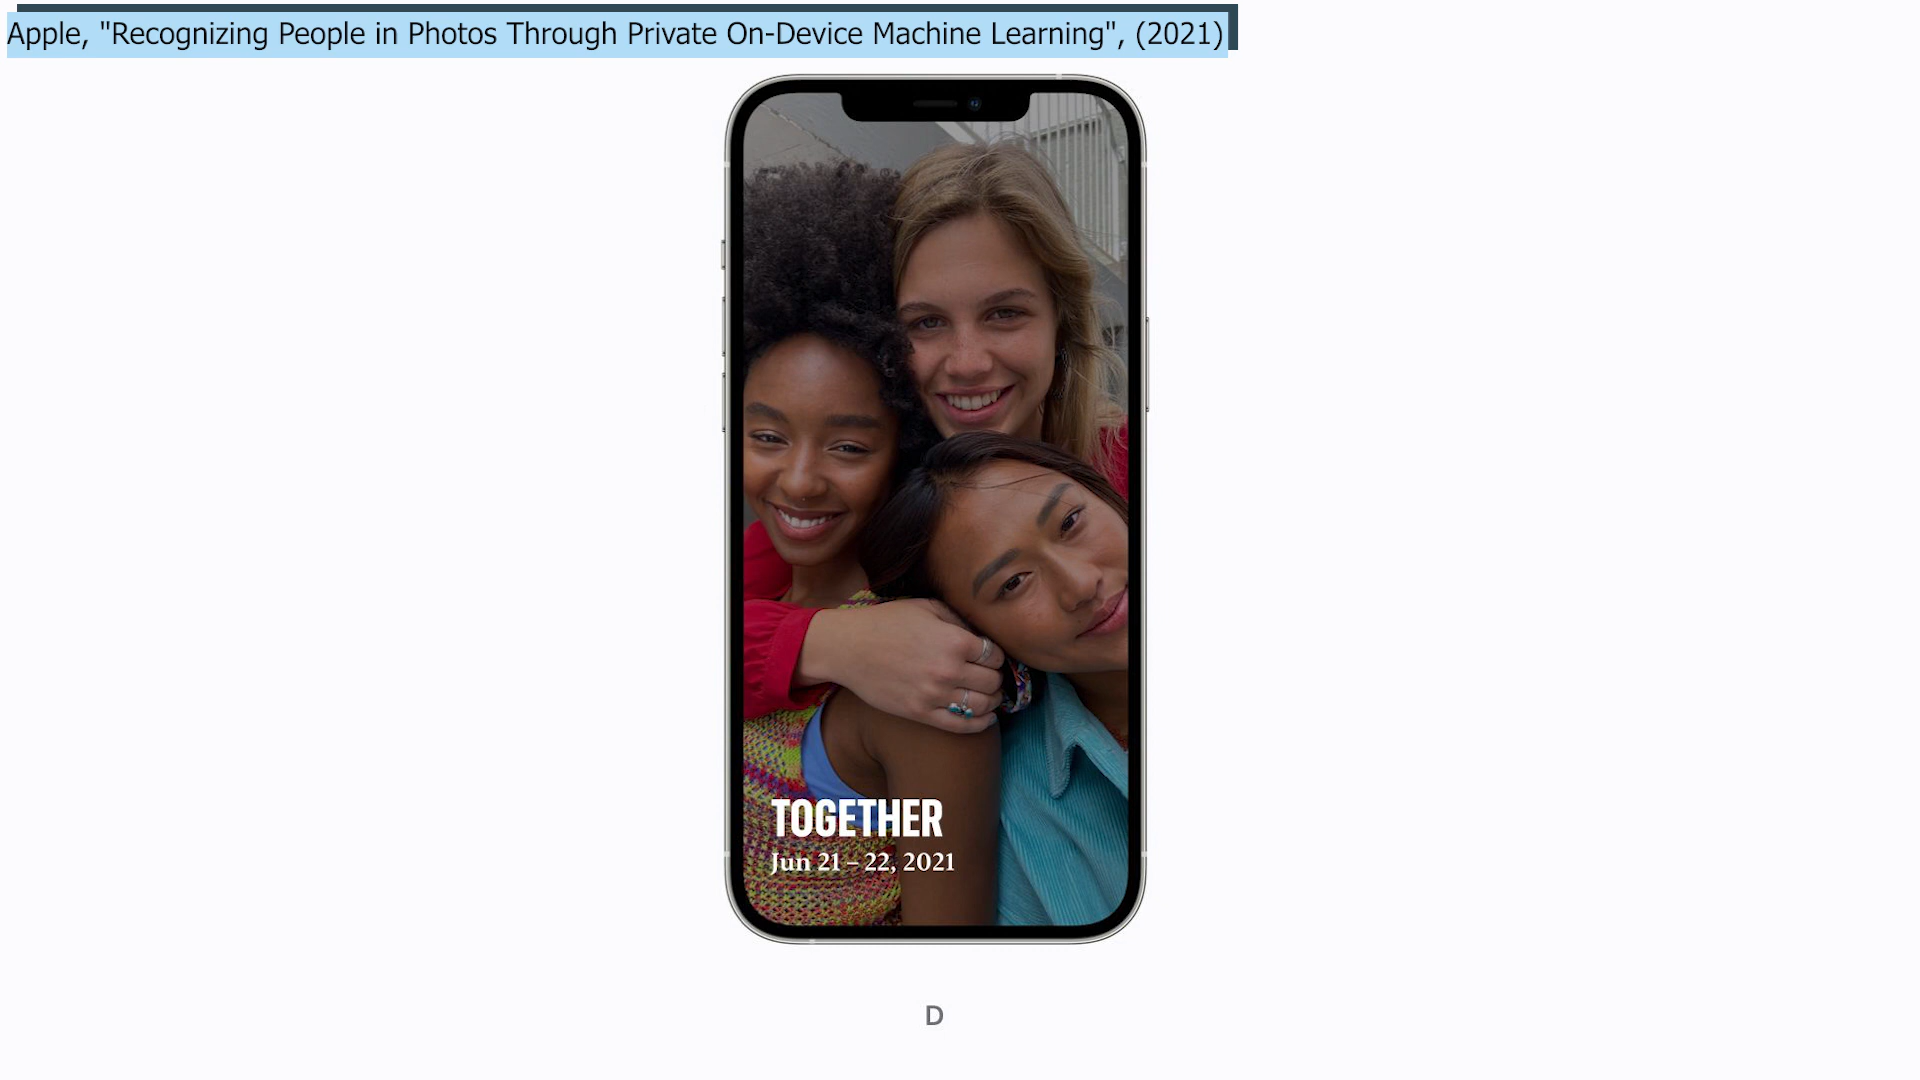 Apple, "Recognizing People in Photos Through Private On-Device Machine Learning", (2021)
TOGETHER
Jun 21 – 22, 2021
D